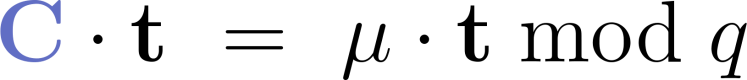 C · t = μ · t mod q